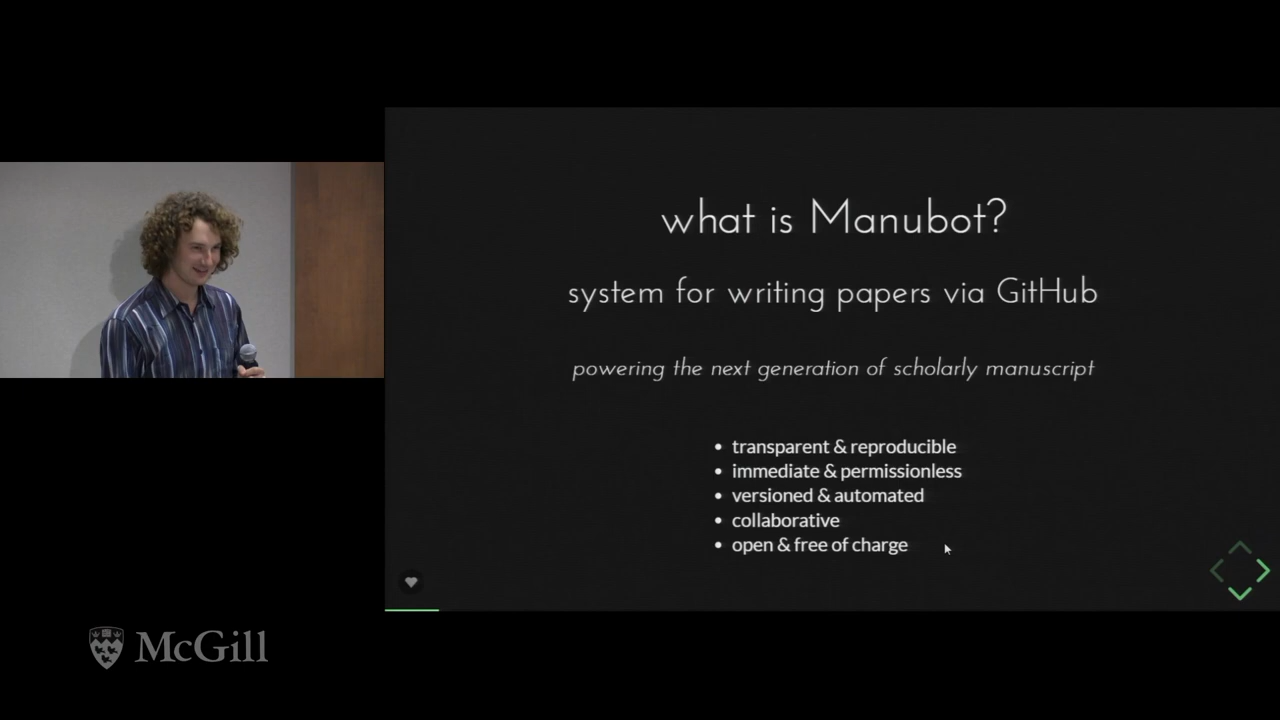 what is Manubot?
system for writing papers via GitHub
powering the next generation of scholarly manuscript
• transparent & reproducible
• immediate & permissionless
• versioned & automated
• collaborative
• open & free of charge
McGill